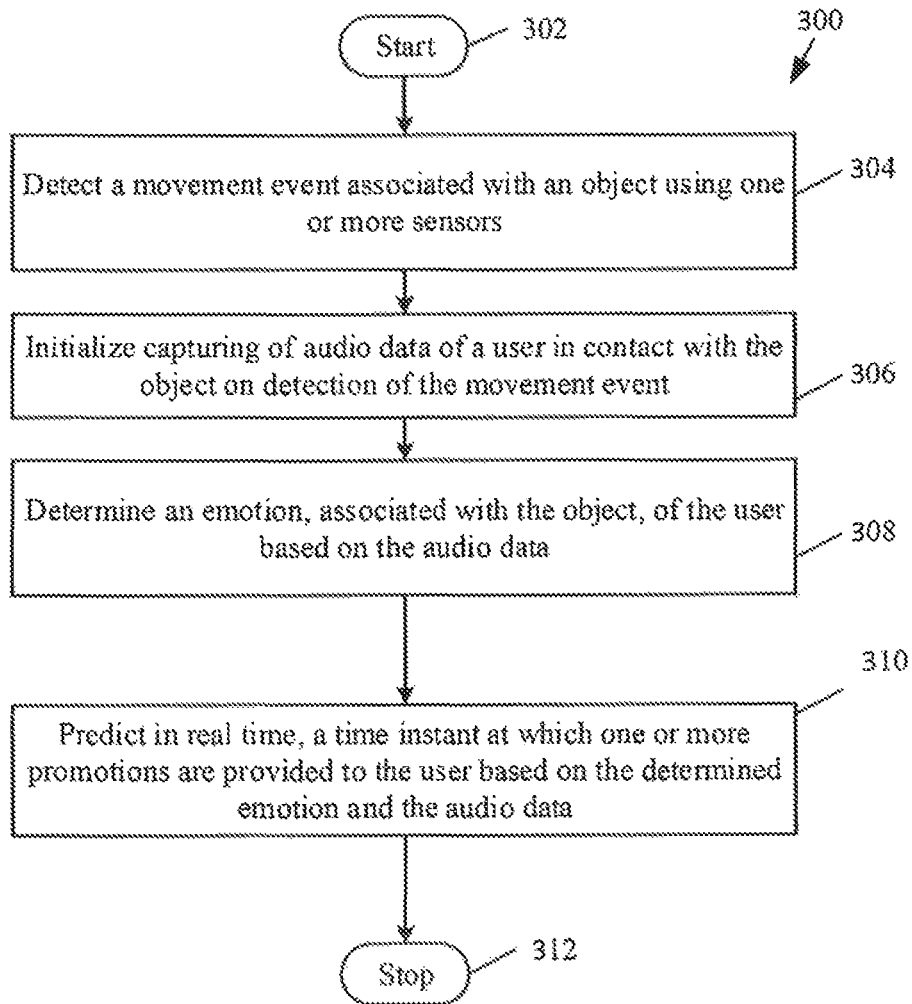 300
Start
302
Detect a movement event associated with an object using one
or more sensors
304
Initialize capturing of audio data of a user in contact with the
object on detection of the movement event
306
Determine an emotion, associated with the object, of the user
based on the audio data
308
310
Predict in real time, a time instant at which one or more
promotions are provided to the user based on the determined
emotion and the audio data
Stop
312